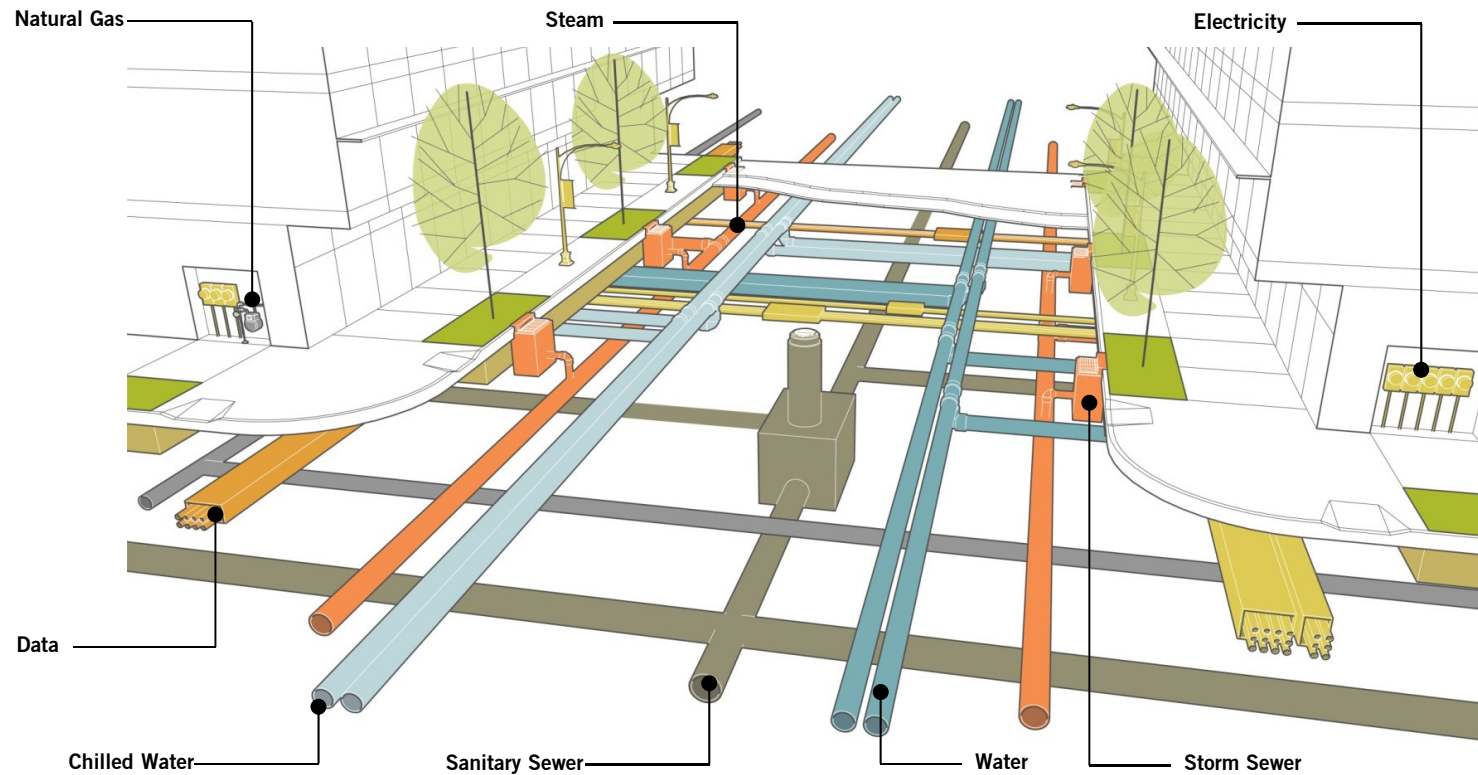 Natural Gas
Steam
Electricity
Data
Chilled Water
Sanitary Sewer
Water
Storm Sewer